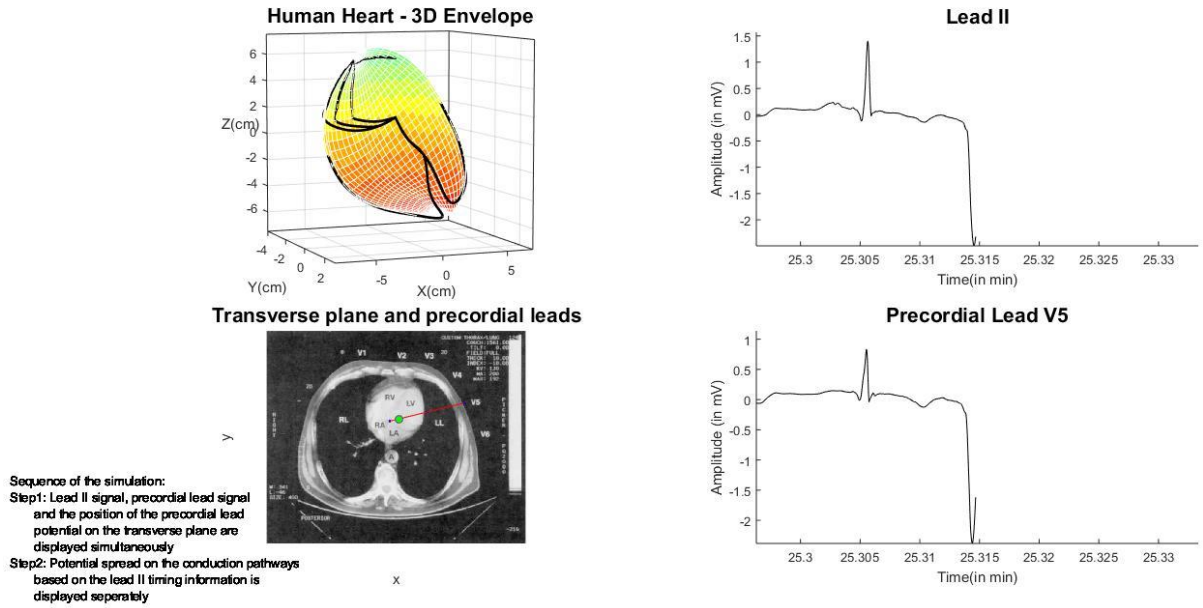 Human Heart - 3D Envelope
6
4
2
Z(cm) 0
-2
-4
-6
-4
-2
0
2
Y(cm)
-5
0
5
X(cm)
Lead II
1.5
1
0.5
0
-0.5
-1
-1.5
-2
Amplitude (in mV)
25.3
25.305
25.31
25.315
25.32
25.325
25.33
Time(in min)
Transverse plane and precordial leads
V1
V2
V3
20
V4
V5
V6
20
RV
LV
RA
LA
A
RL
LL
RIGHT
POSTERIOR
y
x
Precordial Lead V5
1
0.5
0
-0.5
-1
-1.5
-2
Amplitude (in mV)
25.3
25.305
25.31
25.315
25.32
25.325
25.33
Time(in min)
Sequence of the simulation:
Step1: Lead II signal, precordial lead signal
and the position of the precordial lead
potential on the transverse plane are
displayed simultaneously
Step2: Potential spread on the conduction pathways
based on the lead II timing information is
displayed seperately